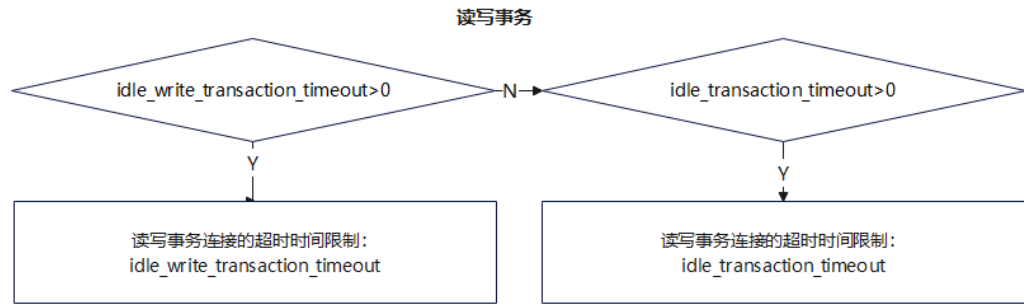 读写事务
idle_write_transaction_timeout>0
N
idle_transaction_timeout>0
Y
Y
读写事务连接的超时时间限制：
idle_write_transaction_timeout
读写事务连接的超时时间限制：
idle_transaction_timeout